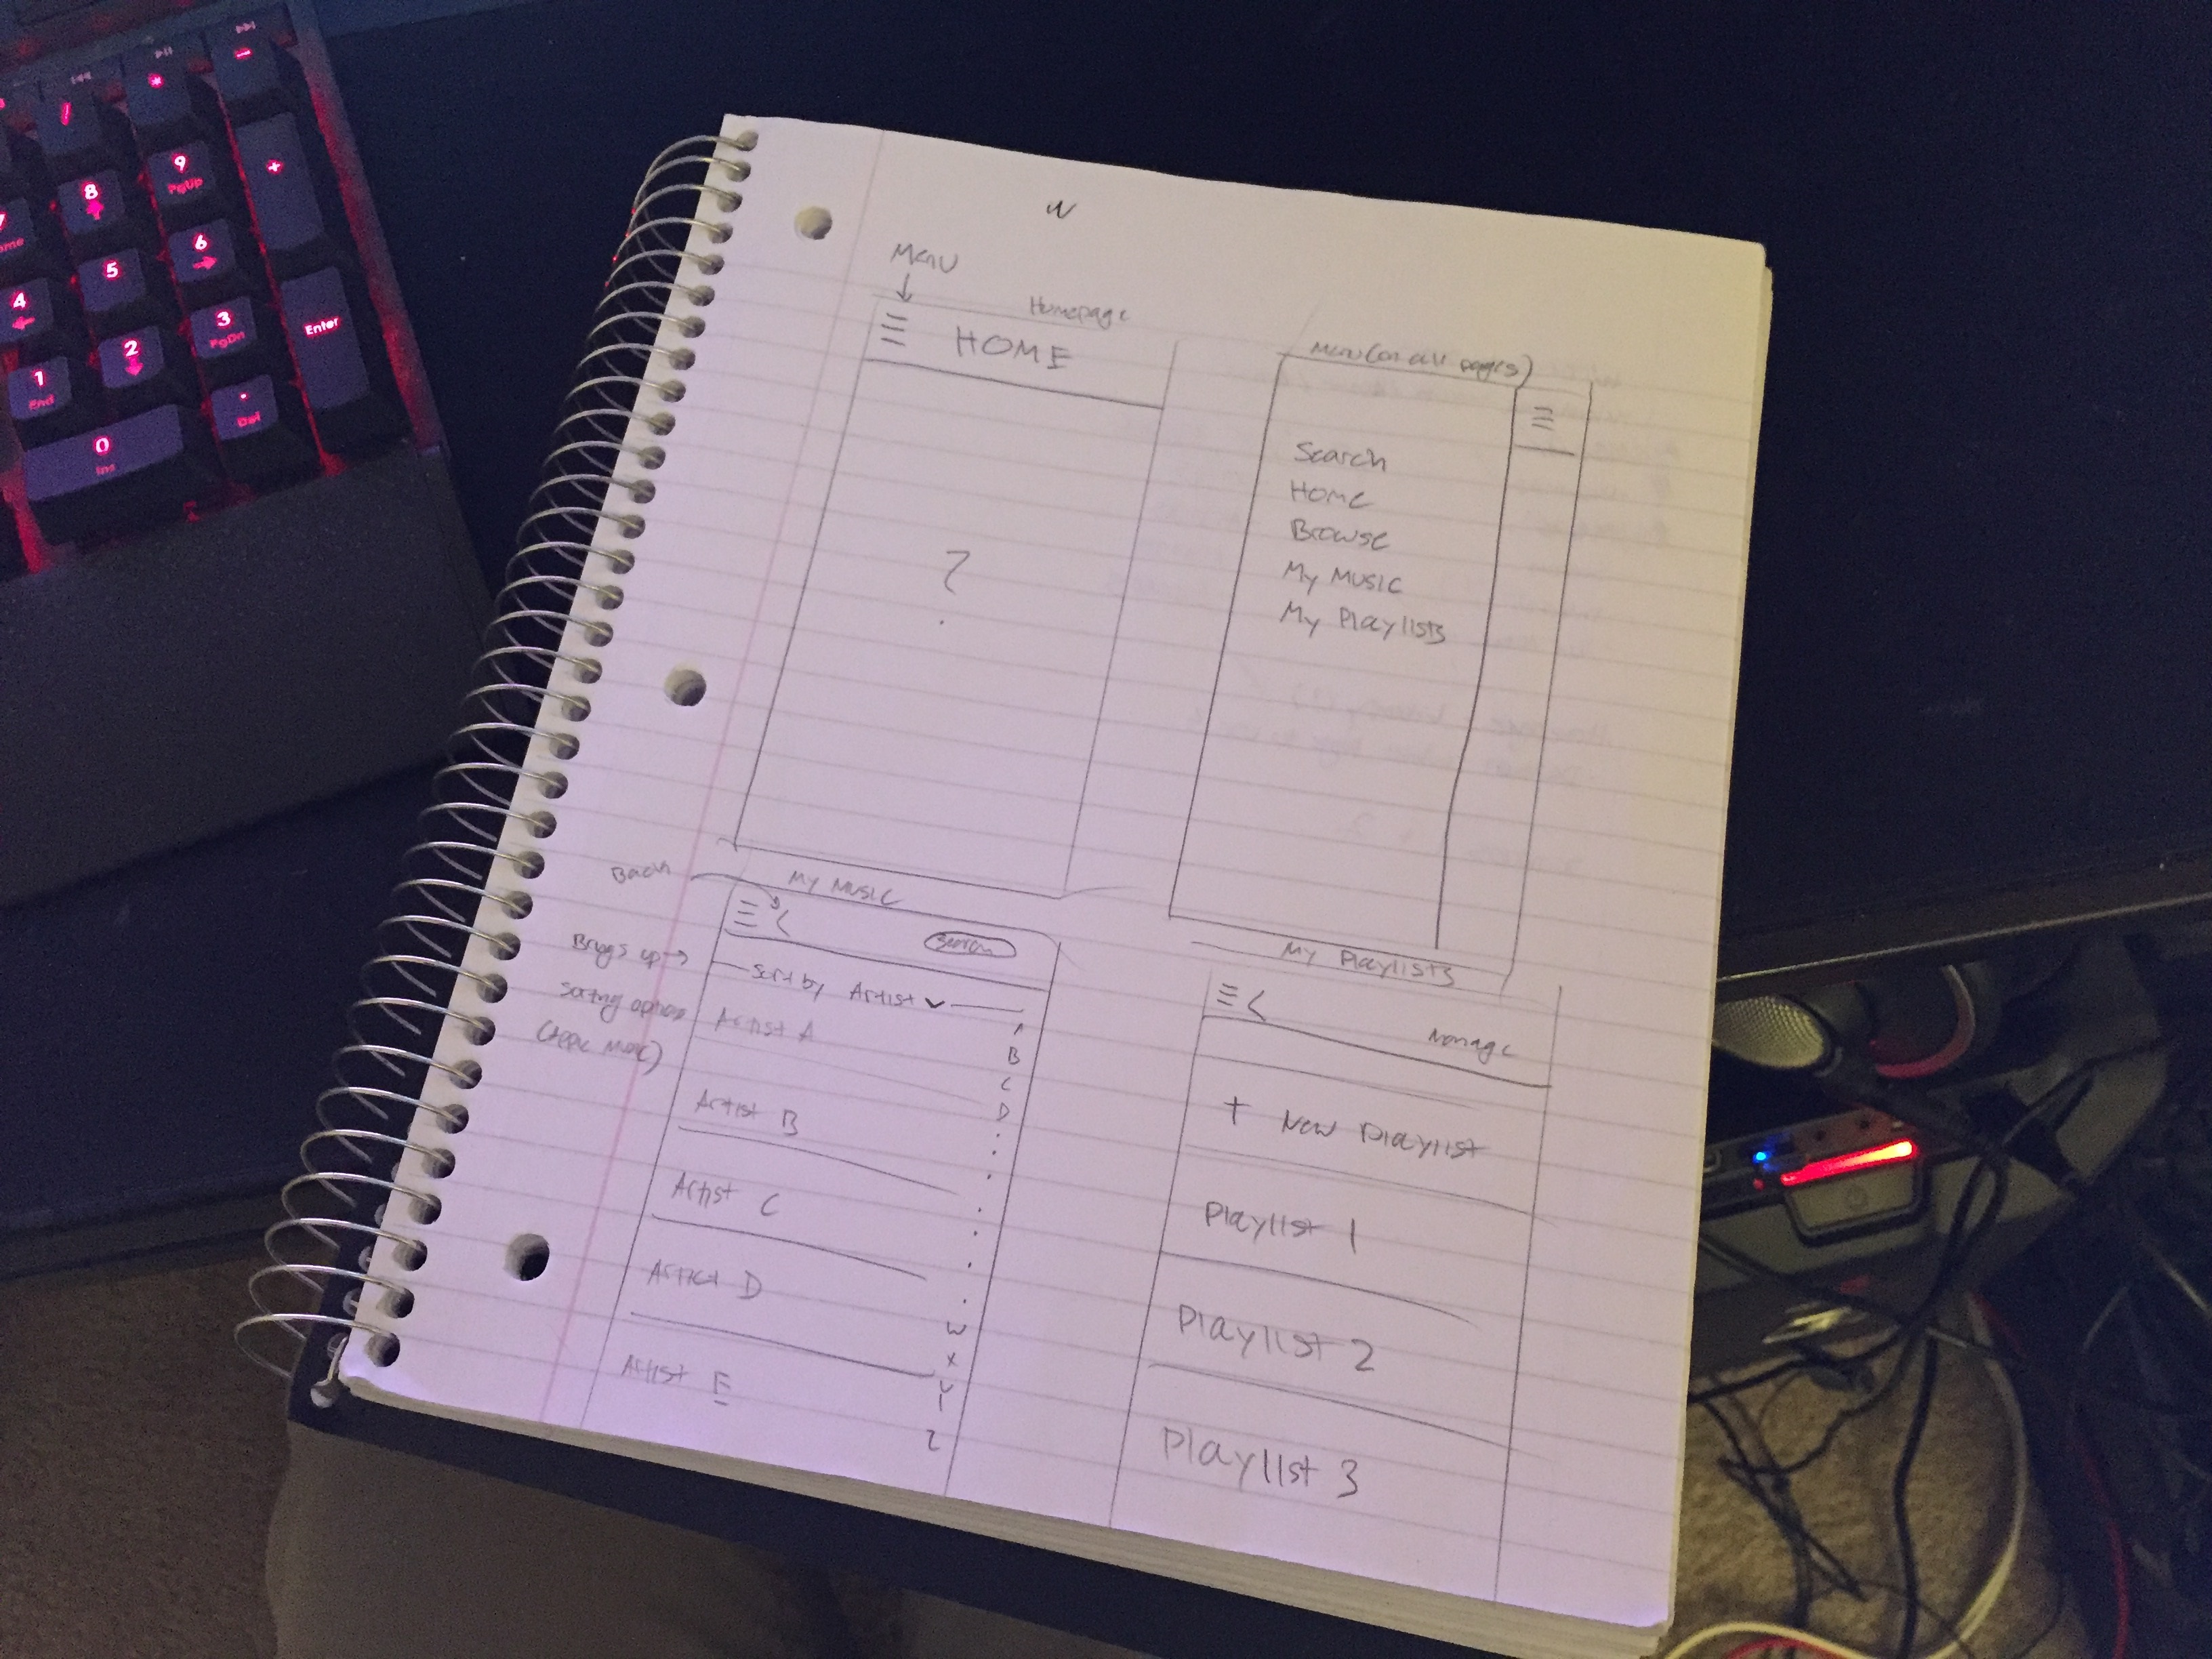 Menu
Homepage
HOME
?
Menu (on all pages)
Search
Home
Browse
My Music
My Playlists
Back
My Music
<
Search
Brings up →
sorting options
(Apple Music)
Sort by Artist
Artist A
Artist B
Artist C
Artist D
Artist E
A
B
C
D
W
X
Y
Z
My Playlists
<
Manage
+ New Playlist
Playlist 1
Playlist 2
Playlist 3
/
*
-
8
9
PgUp
+
4
5
6
1
End
2
3
PgDn
Enter
0
Ins
.
Del